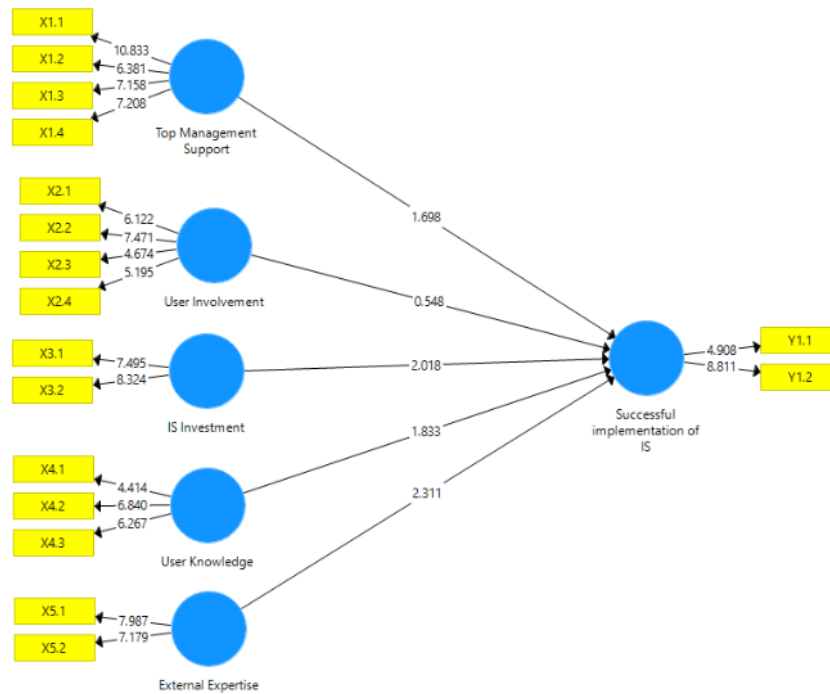 X1.1
10.833
X1.2
6.381
X1.3
7.158
7.208
X1.4
Top Management
Support
1.698
X2.1
6.122
X2.2
7.471
X2.3
4.674
5.195
X2.4
User Involvement
0.548
X3.1
7.495
X3.2
8.324
IS Investment
2.018
X4.1
4.414
X4.2
6.840
X4.3
6.267
User Knowledge
1.833
X5.1
7.987
X5.2
7.179
External Expertise
2.311
Successful
implementation of
IS
4.908
Y1.1
8.811
Y1.2